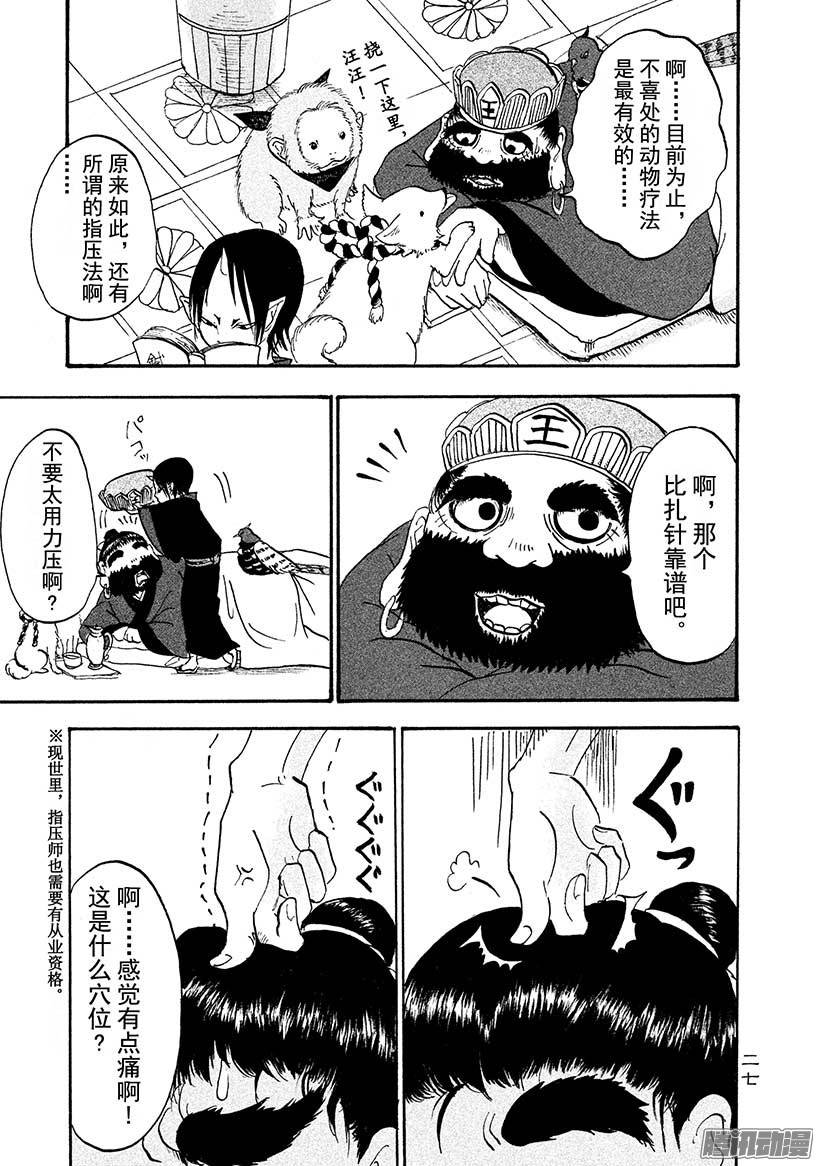 啊……目前为止，
不喜处的动物疗法
是最有效的……
王
挠一下这里，
汪汪！
原来如此，还有
所谓的指压法啊
……
啊，那个
比扎针靠谱吧。
王
パコッ
不要太用力压啊？
ぐっ
ぐぐぐぐ
啊……感觉有点痛啊！
这是什么穴位？
※现世里，指压师也需要有从业资格。
二七
腾讯动漫